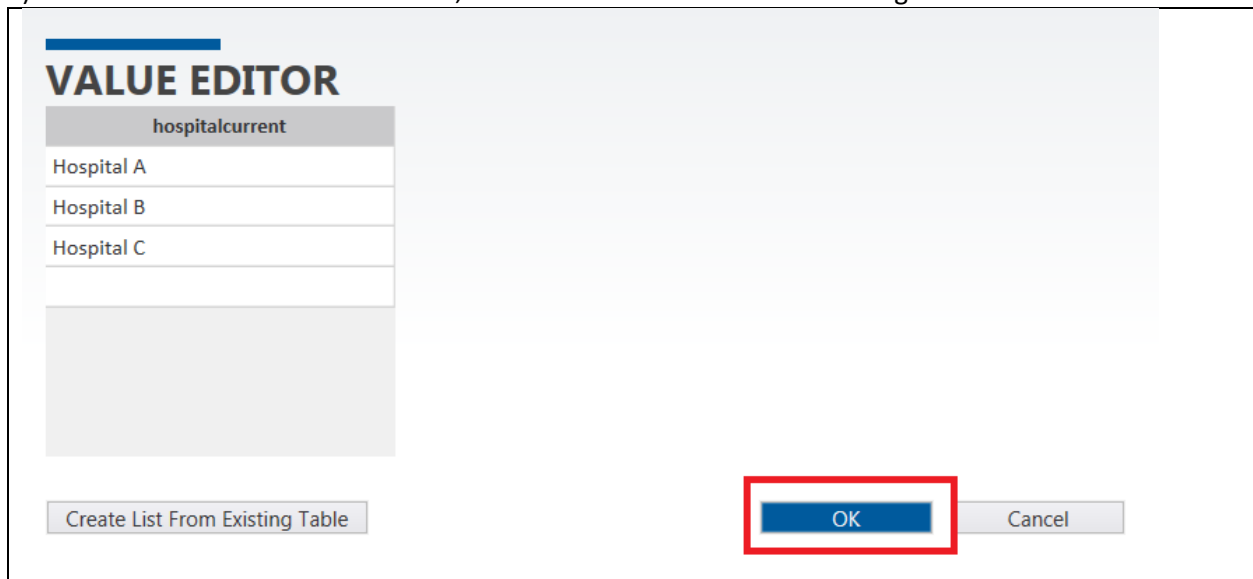 VALUE EDITOR
hospitalcurrent
Hospital A
Hospital B
Hospital C
Create List From Existing Table
OK
Cancel